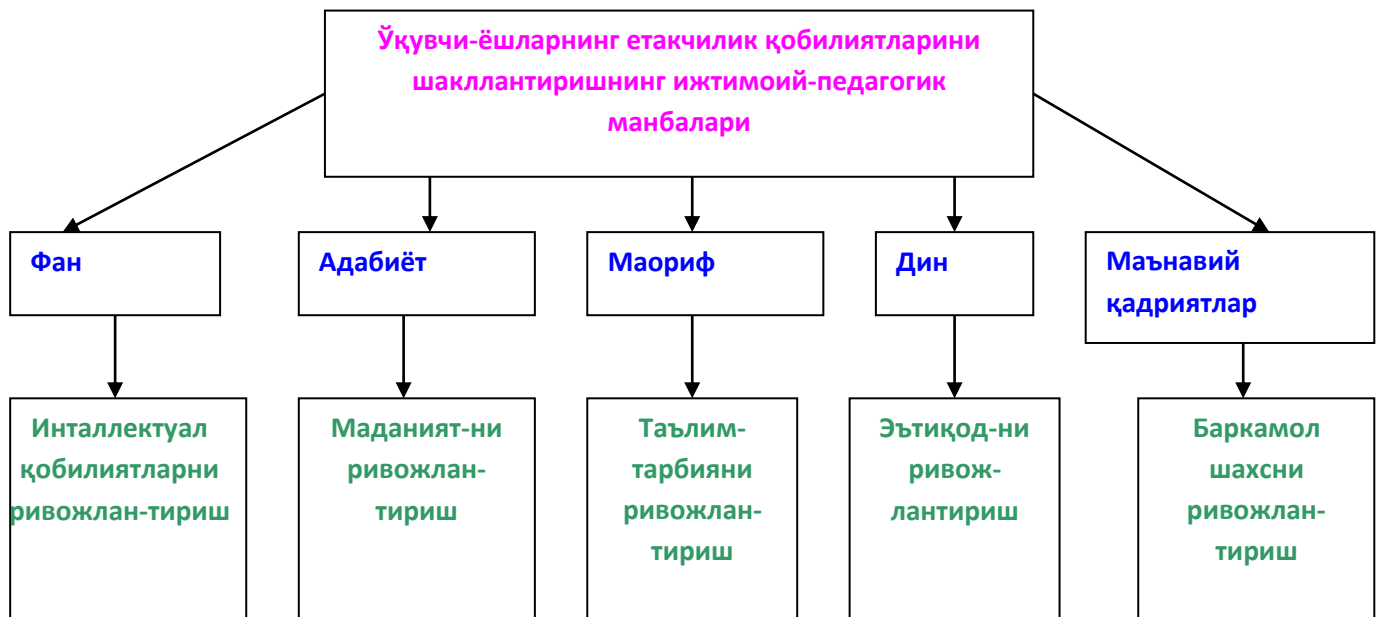 Ўқувчи-ёшларнинг етакчилик қобилиятларини
шакллантиришнинг ижтимоий-педагогик
манбалари
Фан
Адабиёт
Маориф
Дин
Маънавий
қадриятлар
Инталлектуал
қобилиятларни
ривожлан-тириш
Маданият-ни
ривожлан-
тириш
Таълим-
тарбияни
ривожлан-
тириш
Эътиқод-ни
ривож-
лантириш
Баркамол
шахсни
ривожлан-
тириш